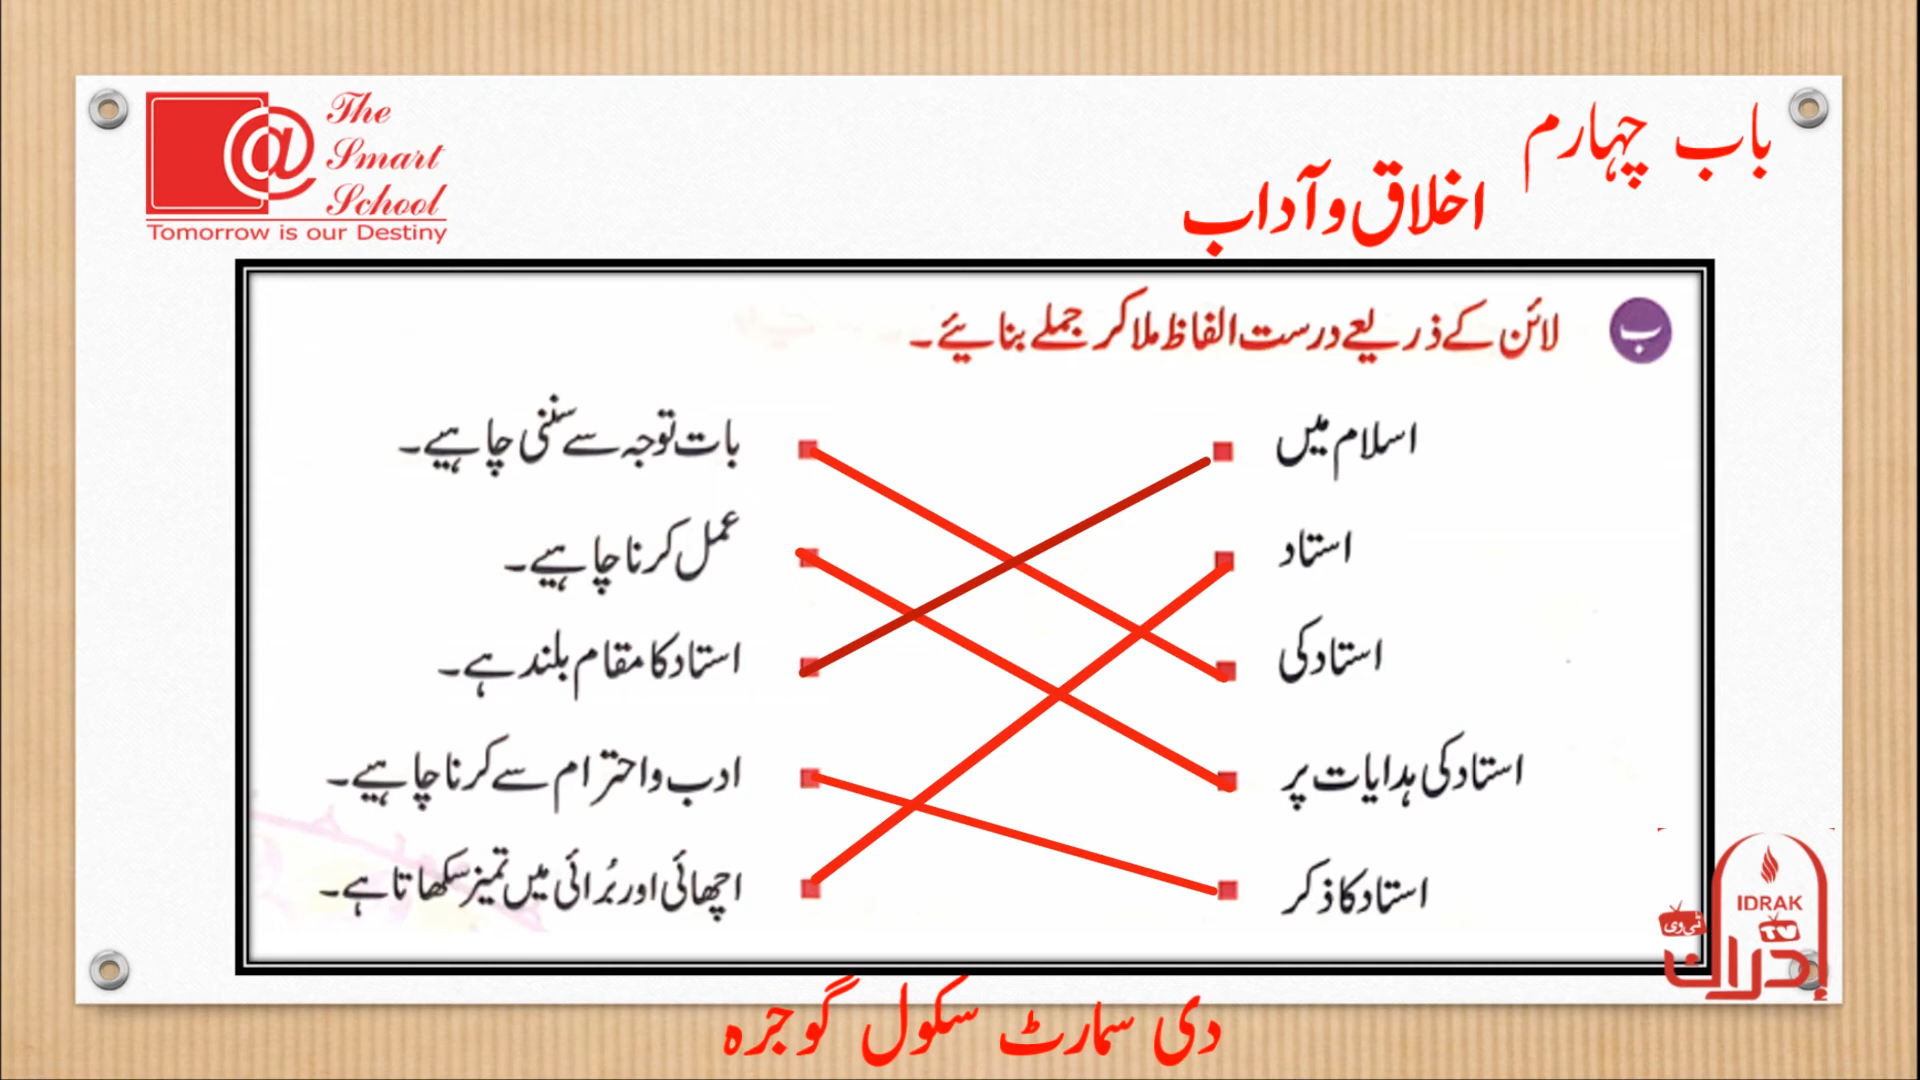 The
Smart
School
Tomorrow is our Destiny
باب چہارم
اخلاق و آداب
ب
لائن کے ذریعے درست الفاظ ملا کر جملے بنائیے۔
اسلام میں
بات توجہ سے سننی چاہیے۔
استاد
عمل کرنا چاہیے۔
استاد کی
استاد کا مقام بلند ہے۔
استاد کی ہدایات پر
ادب و احترام سے کرنا چاہیے۔
استاد کا ذکر
اچھائی اور بُرائی میں تمیز سکھاتا ہے۔
IDRAK
TV
ٹی وی
دی سمارٹ سکول گوجرہ